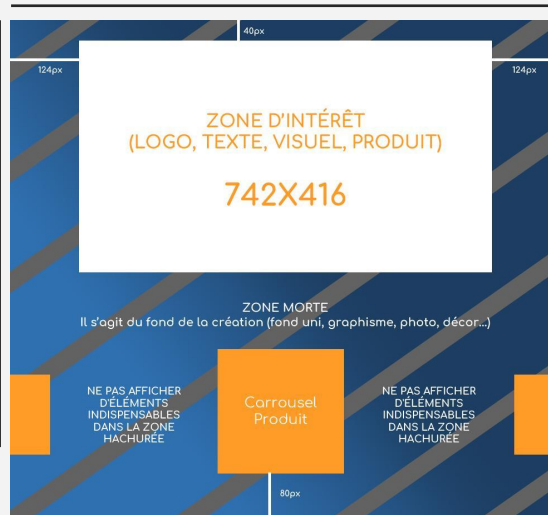 40px
124px
124px
ZONE D'INTÉRÊT
(LOGO, TEXTE, VISUEL, PRODUIT)
742X416
ZONE MORTE
Il s'agit du fond de la création (fond uni, graphisme, photo, décor...)
NE PAS AFFICHER
D'ÉLÉMENTS
INDISPENSABLES
DANS LA ZONE
HACHURÉE
Carrousel
Produit
NE PAS AFFICHER
D'ÉLÉMENTS
INDISPENSABLES
DANS LA ZONE
HACHURÉE
80px